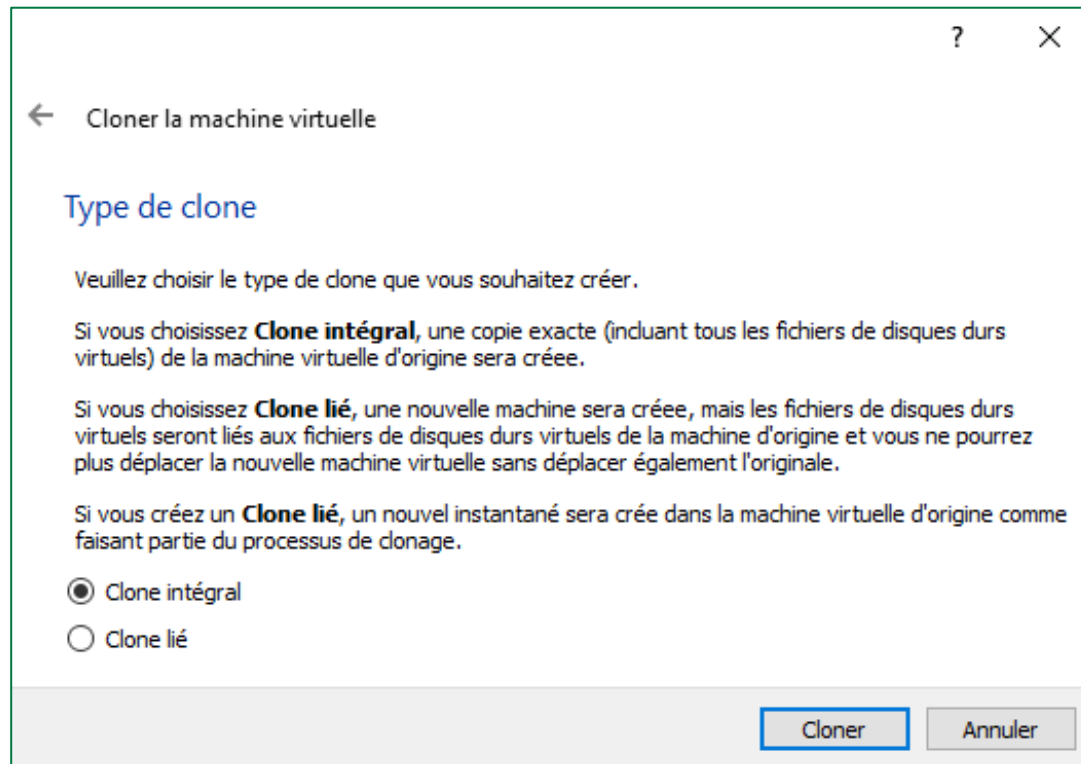 ?
Cloner la machine virtuelle
Type de clone
Veuillez choisir le type de clone que vous souhaitez créer.
Si vous choisissez Clone intégral, une copie exacte (incluant tous les fichiers de disques durs
virtuels) de la machine virtuelle d'origine sera créee.
Si vous choisissez Clone lié, une nouvelle machine sera créee, mais les fichiers de disques durs
virtuels seront liés aux fichiers de disques durs virtuels de la machine d'origine et vous ne pourrez
plus déplacer la nouvelle machine virtuelle sans déplacer également l'originale.
Si vous créez un Clone lié, un nouvel instantané sera crée dans la machine virtuelle d'origine comme
faisant partie du processus de clonage.
Clone intégral
Clone lié
Cloner Annuler